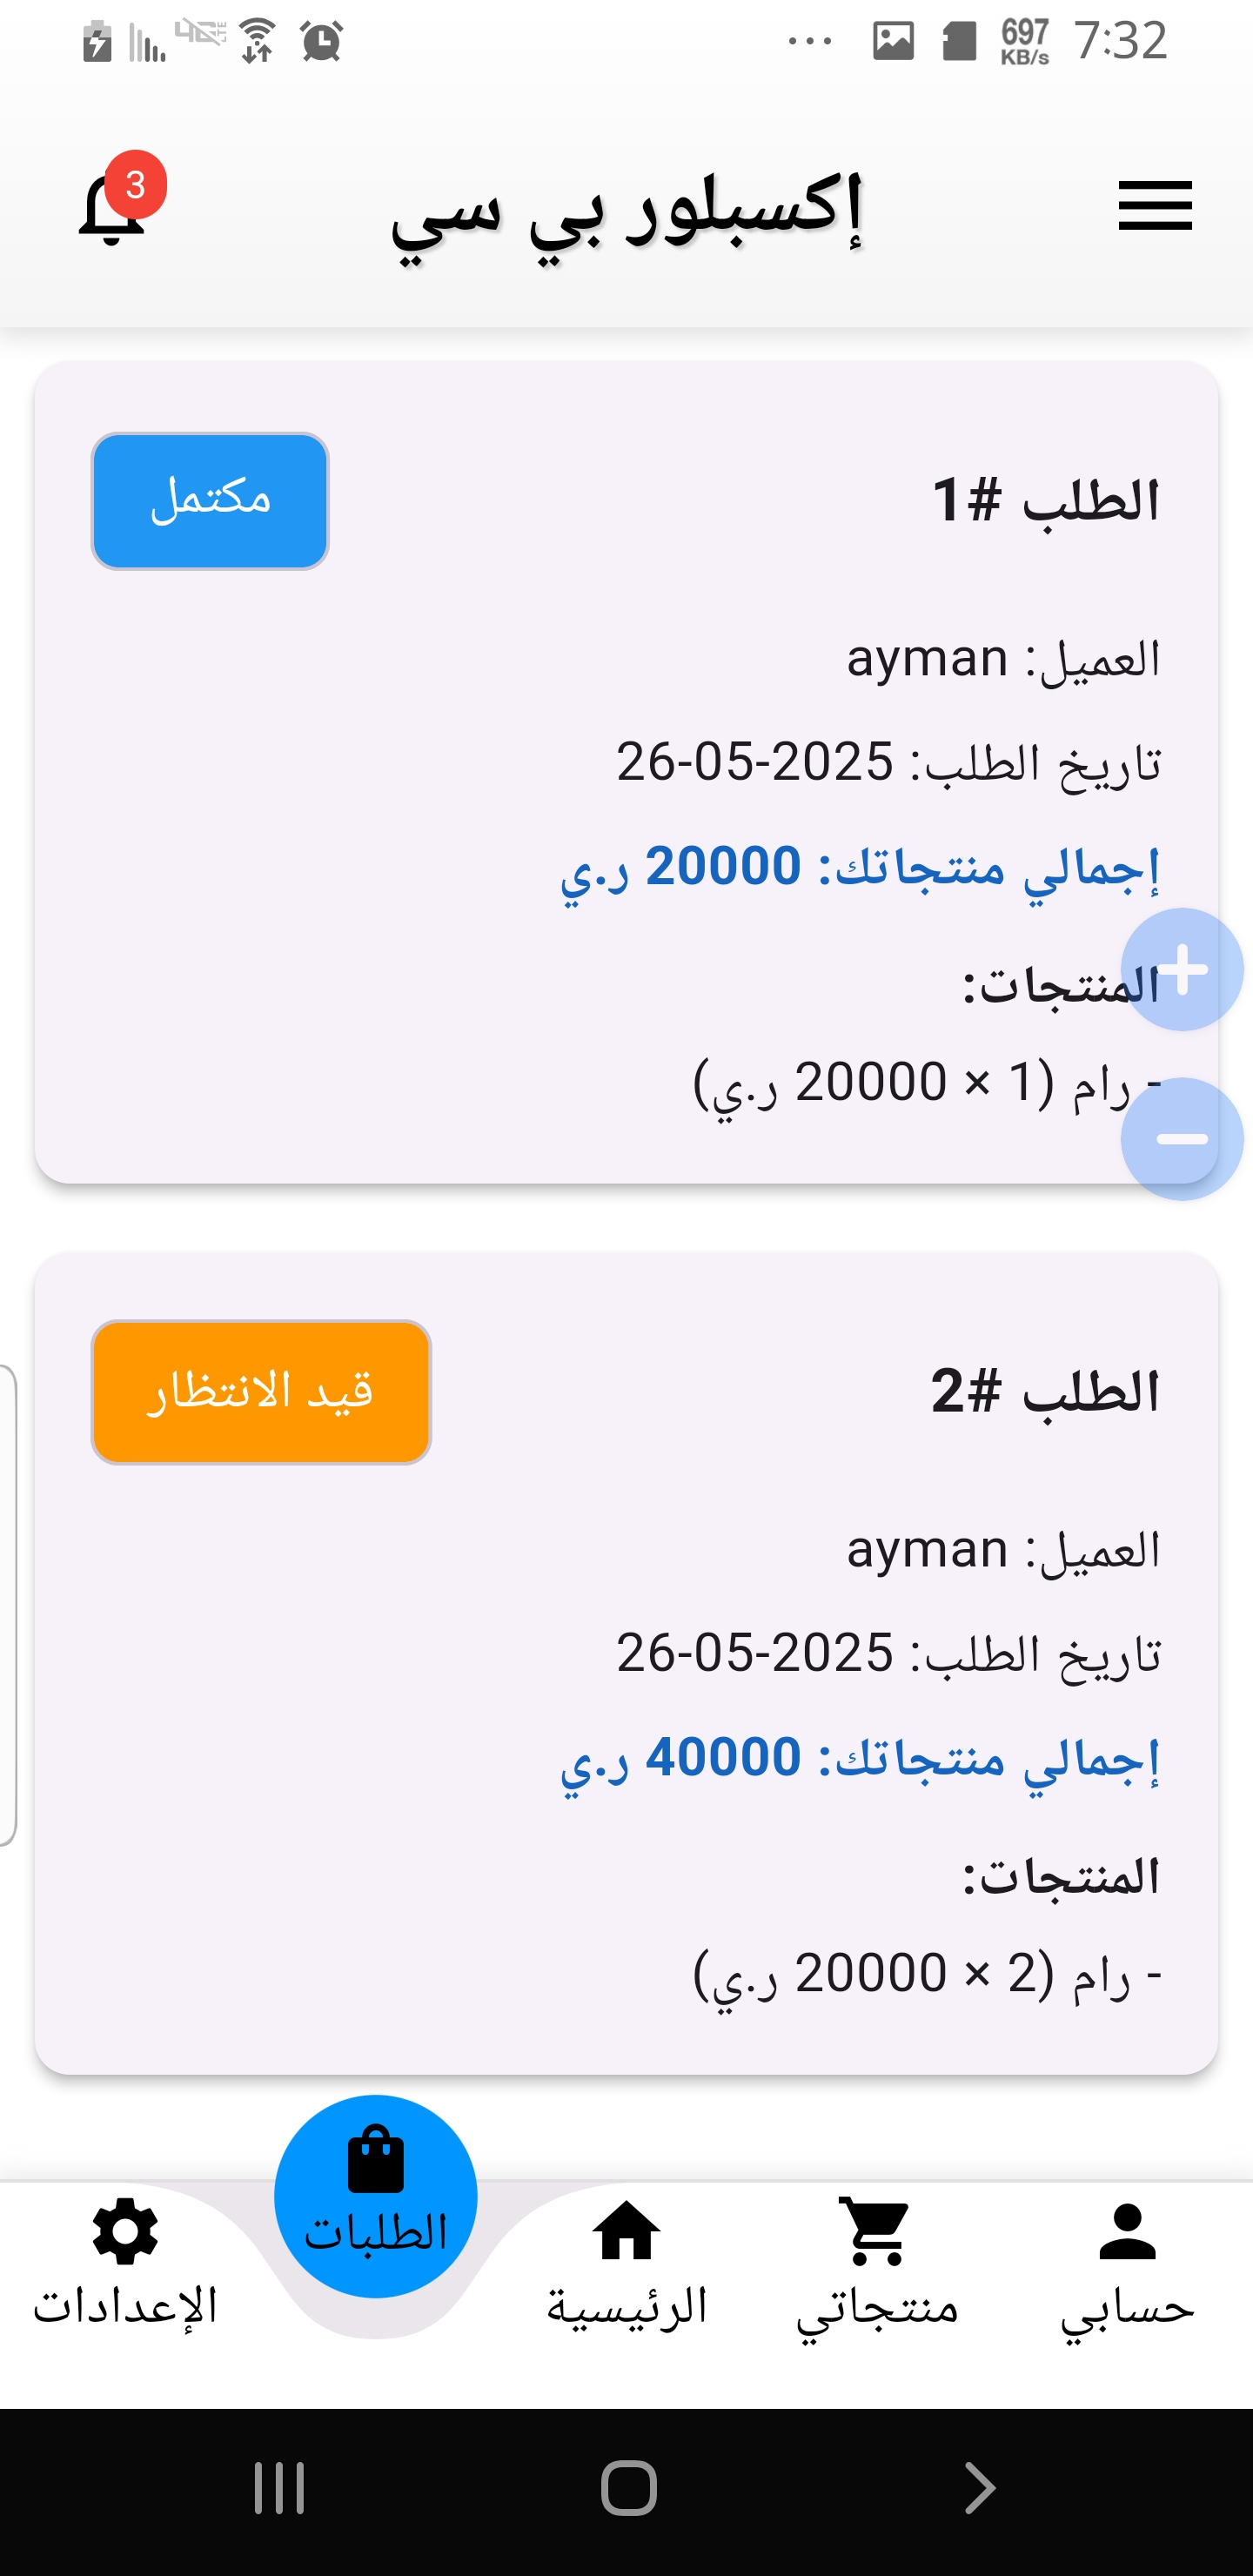 7:32
697 KB/s
4G LTE
إكسبلور بي سي
3
الطلب #1
مكتمل
العميل: ayman
تاريخ الطلب: 2025-05-26
إجمالي منتجاتك: 20000 ر.ي
المنتجات:
- رام (1 × 20000 ر.ي)
الطلب #2
قيد الانتظار
العميل: ayman
تاريخ الطلب: 2025-05-26
إجمالي منتجاتك: 40000 ر.ي
المنتجات:
- رام (2 × 20000 ر.ي)
حسابي
منتجاتي
الرئيسية
الطلبات
الإعدادات